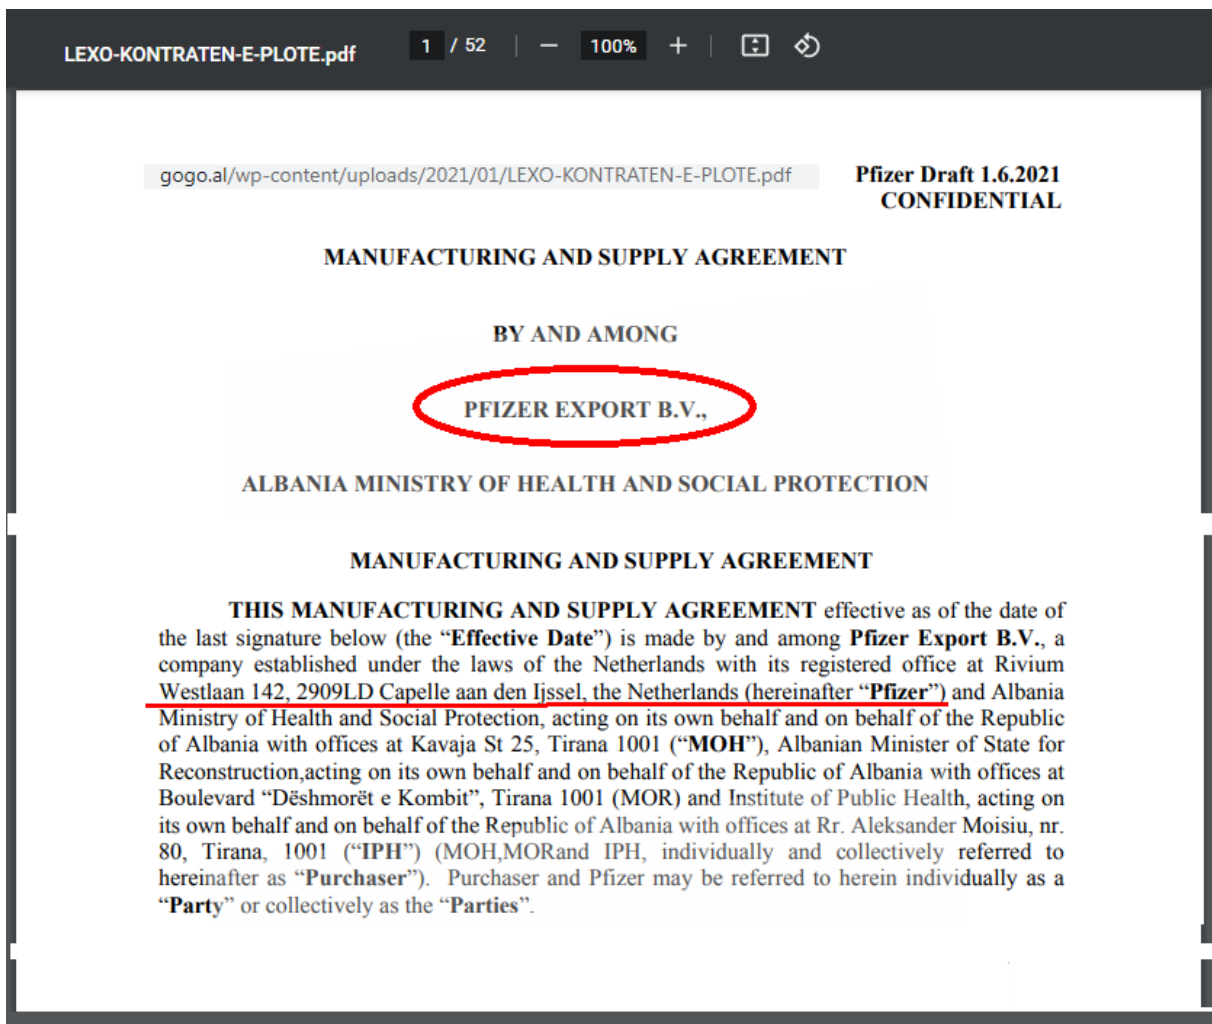 LEXO-KONTRATEN-E-PLOTE.pdf 1 / 52 100%
gogo.al/wp-content/uploads/2021/01/LEXO-KONTRATEN-E-PLOTE.pdf
Pfizer Draft 1.6.2021
CONFIDENTIAL
MANUFACTURING AND SUPPLY AGREEMENT
BY AND AMONG
PFIZER EXPORT B.V.,
ALBANIA MINISTRY OF HEALTH AND SOCIAL PROTECTION
MANUFACTURING AND SUPPLY AGREEMENT
THIS MANUFACTURING AND SUPPLY AGREEMENT effective as of the date of
the last signature below (the “Effective Date”) is made by and among Pfizer Export B.V., a
company established under the laws of the Netherlands with its registered office at Rivium
Westlaan 142, 2909LD Capelle aan den Ijssel, the Netherlands (hereinafter “Pfizer”) and Albania
Ministry of Health and Social Protection, acting on its own behalf and on behalf of the Republic
of Albania with offices at Kavaja St 25, Tirana 1001 (“MOH”), Albanian Minister of State for
Reconstruction,acting on its own behalf and on behalf of the Republic of Albania with offices at
Boulevard “Dëshmorët e Kombit”, Tirana 1001 (MOR) and Institute of Public Health, acting on
its own behalf and on behalf of the Republic of Albania with offices at Rr. Aleksander Moisiu, nr.
80, Tirana, 1001 (“IPH”) (MOH,MORand IPH, individually and collectively referred to
hereinafter as “Purchaser”). Purchaser and Pfizer may be referred to herein individually as a
“Party” or collectively as the “Parties”.